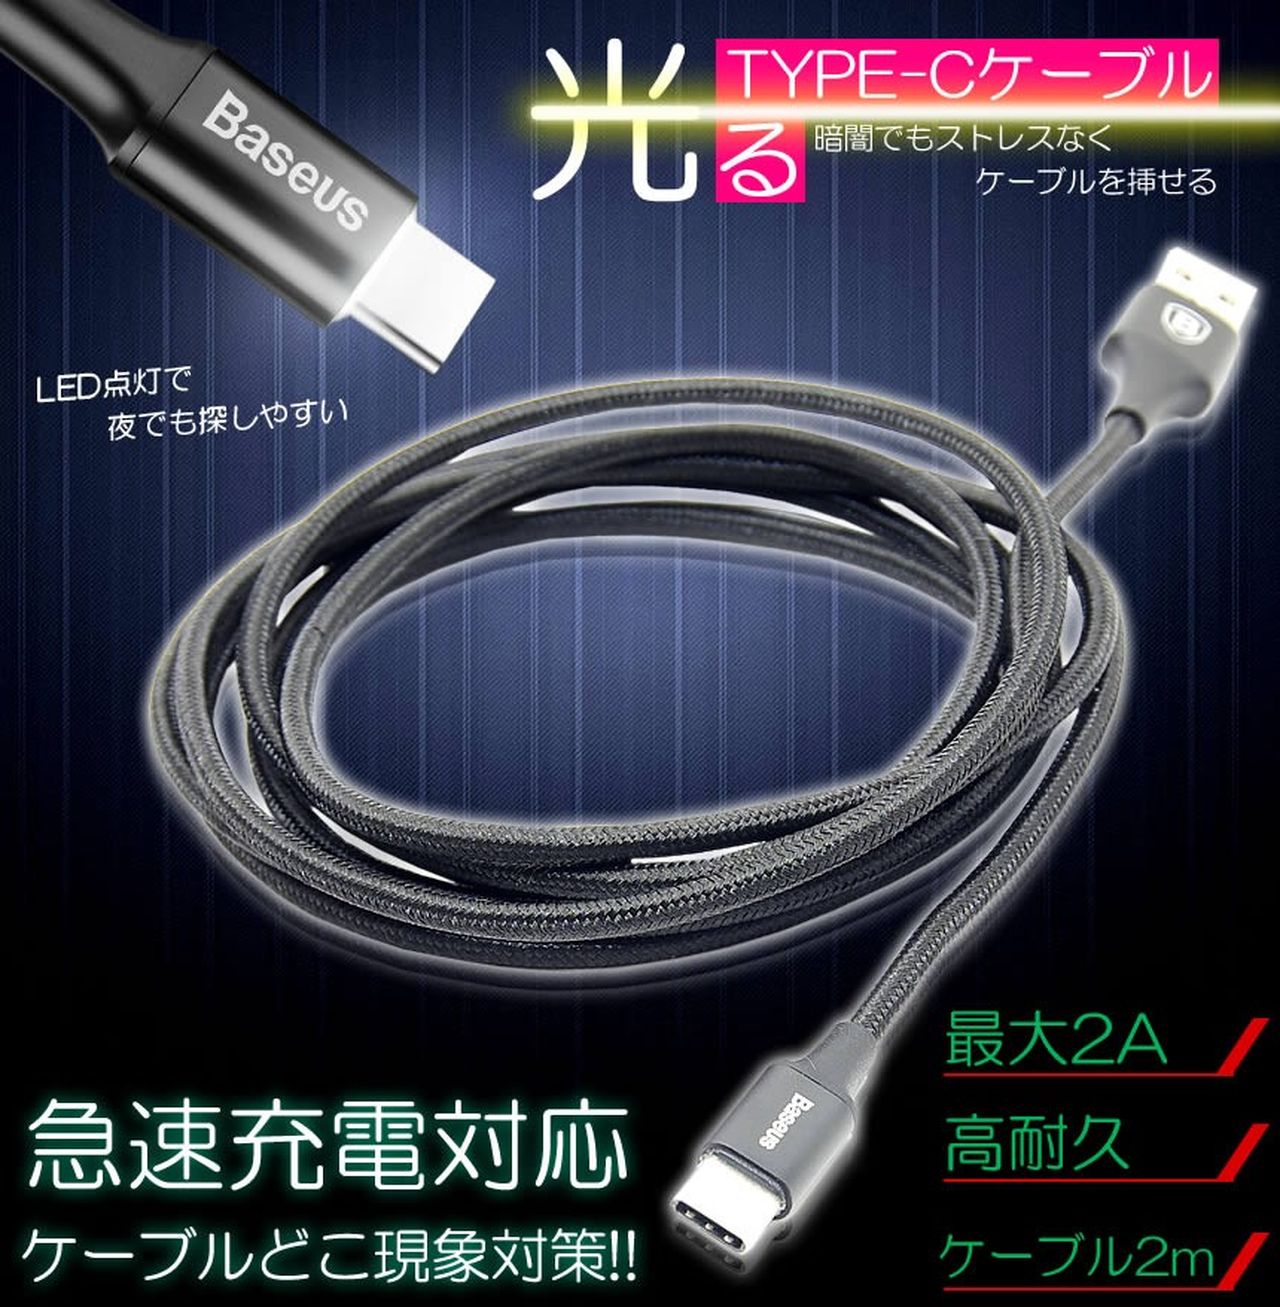 Baseus
光る
TYPE-Cケーブル
暗闇でもストレスなく
ケーブルを挿せる
LED点灯で
夜でも探しやすい
B
Baseus
最大2A
高耐久
ケーブル2m
急速充電対応
ケーブルどこ現象対策!!